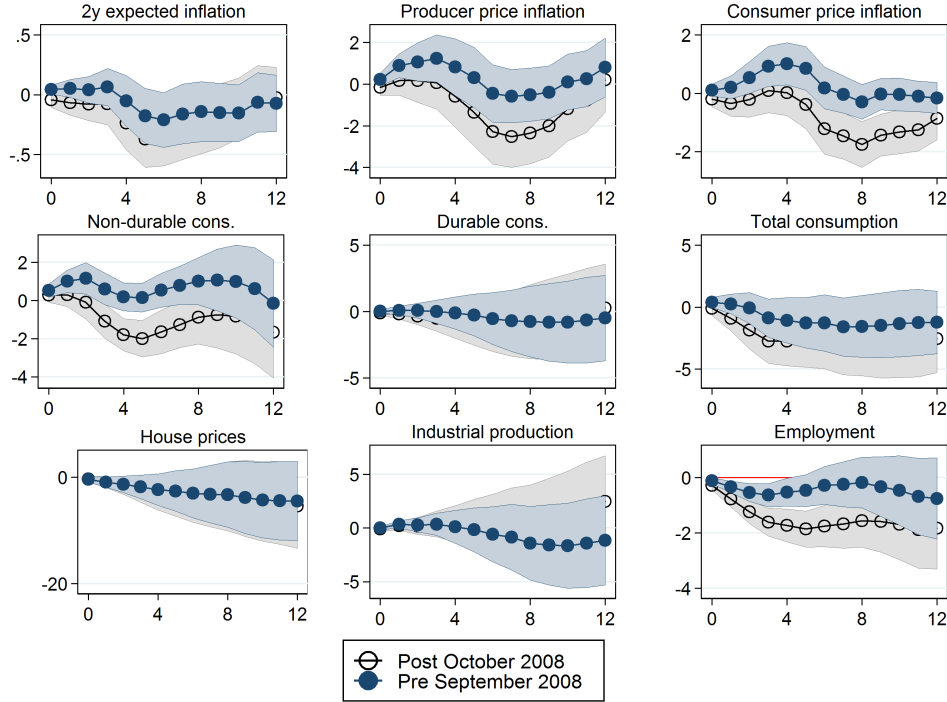 2y expected inflation
.5
0
-.5
0 4 8 12
Producer price inflation
2
0
-2
-4
0 4 8 12
Consumer price inflation
2
0
-2
0 4 8 12
Non-durable cons.
2
0
-2
-4
0 4 8 12
Durable cons.
5
0
-5
0 4 8 12
Total consumption
5
0
-5
0 4 8 12
House prices
0
-20
0 4 8 12
Industrial production
5
0
-5
0 4 8 12
Employment
0
-2
-4
0 4 8 12
Post October 2008
Pre September 2008